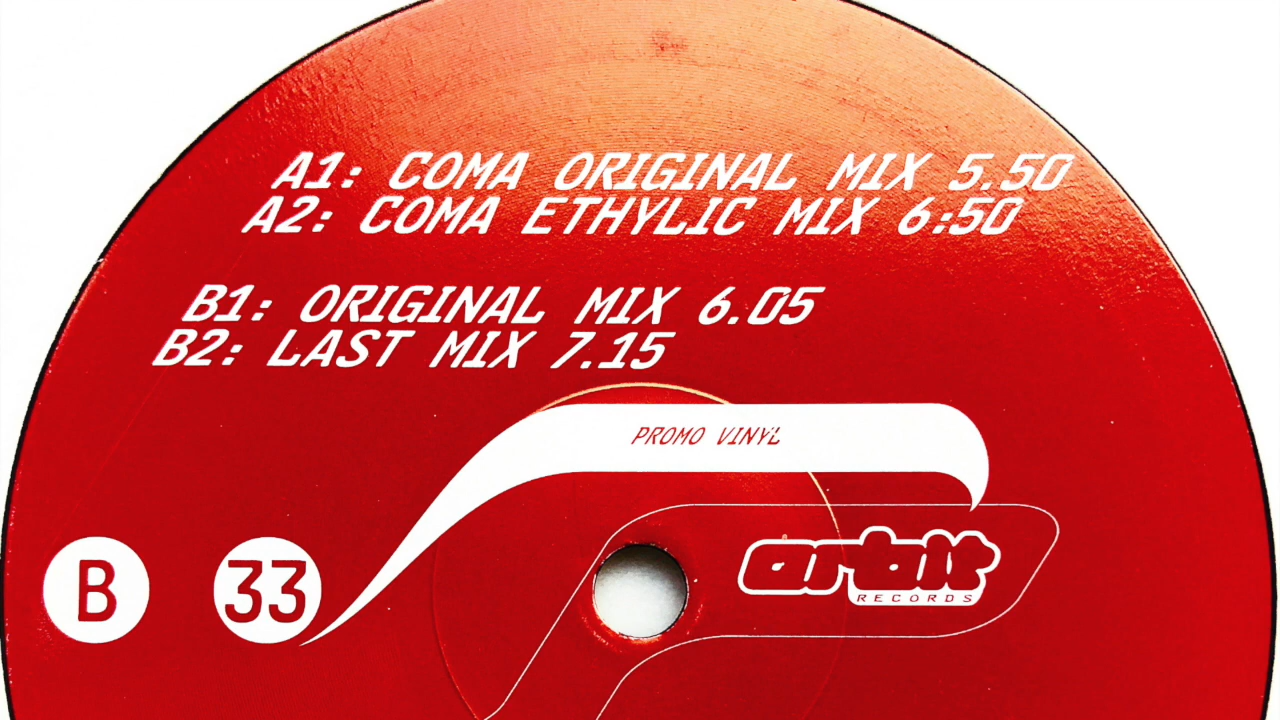 A1: COMA ORIGINAL MIX 5.50
A2: COMA ETHYLIC MIX 6:50
B1: ORIGINAL MIX 6.05
B2: LAST MIX 7.15
PROMO VINYL
B
33
orbit
RECORDS